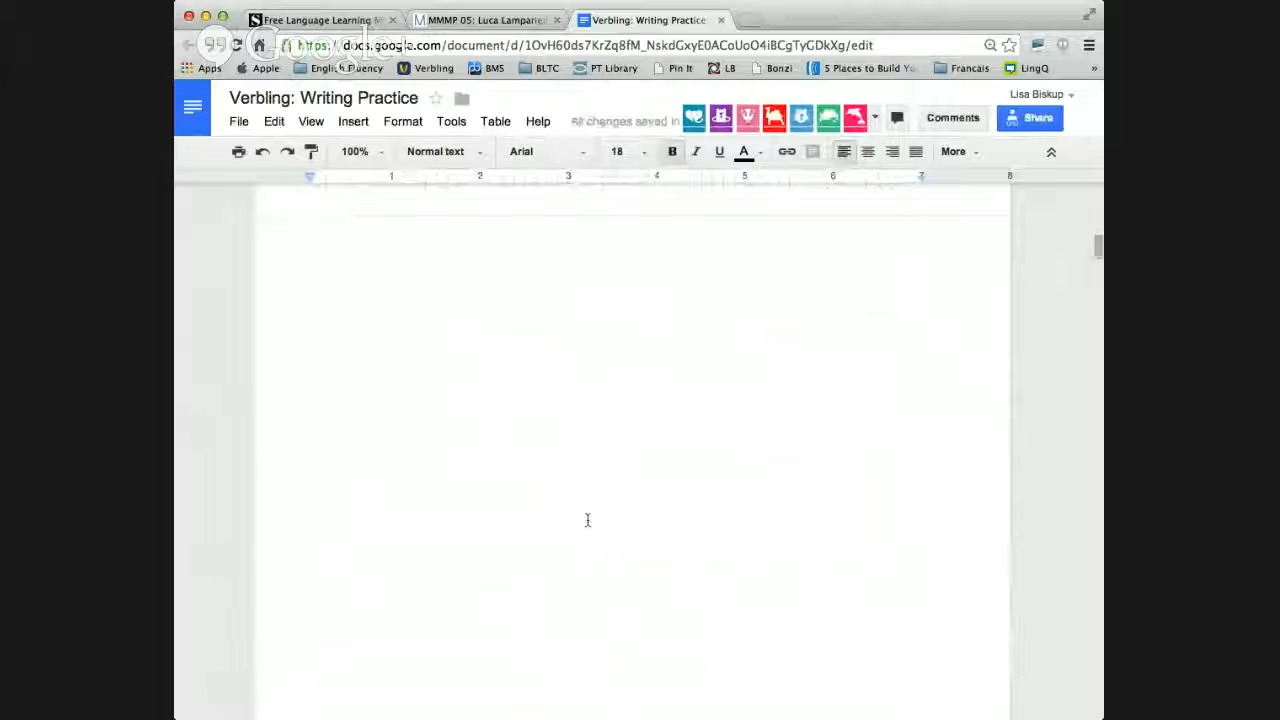 Free Language Learning M
MMMP 05: Luca Lamparie
Verbling: Writing Practice
https://docs.google.com/document/d/1OvH60ds7KrZq8fM_NskdGxyE0ACoUoO4iBCgTyGDkXg/edit
Google+
Apps Apple English Fluency Verbling BMS BLTC PT Library Pin It LB Bonzi 5 Places to Build Yo Francais LingQ »
Verbling: Writing Practice
Lisa Biskup
File Edit View Insert Format Tools Table Help All changes saved in
Comments Share
100% Normal text Arial 18 B I U A More
1 2 3 4 5 6 7 8